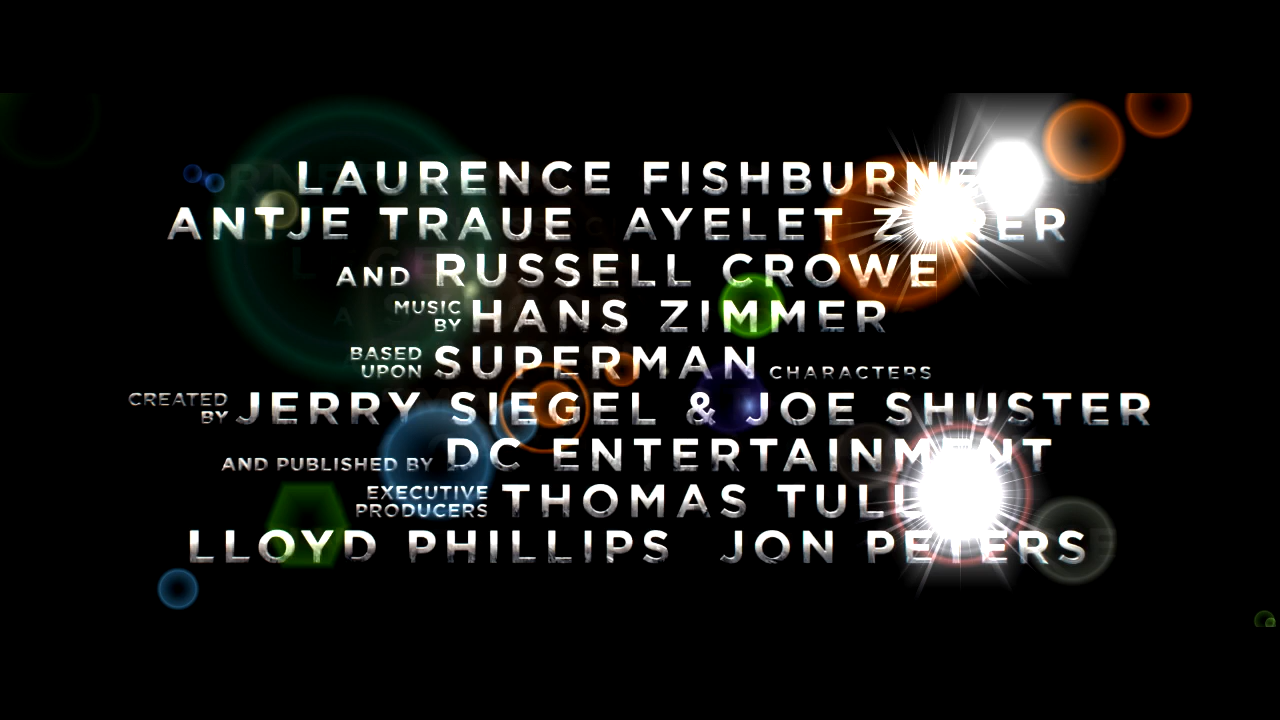 LAURENCE FISHBURNE
ANTJE TRAUE AYELET
AND RUSSELL CROWE
MUSIC BY HANS ZIMMER
BASED UPON SUPERMAN CHARACTERS
CREATED BY JERRY SIEGEL & JOE SHUSTER
AND PUBLISHED BY DC ENTERTAINMENT
EXECUTIVE PRODUCERS THOMAS
LLOYD PHILLIPS JON PETERS